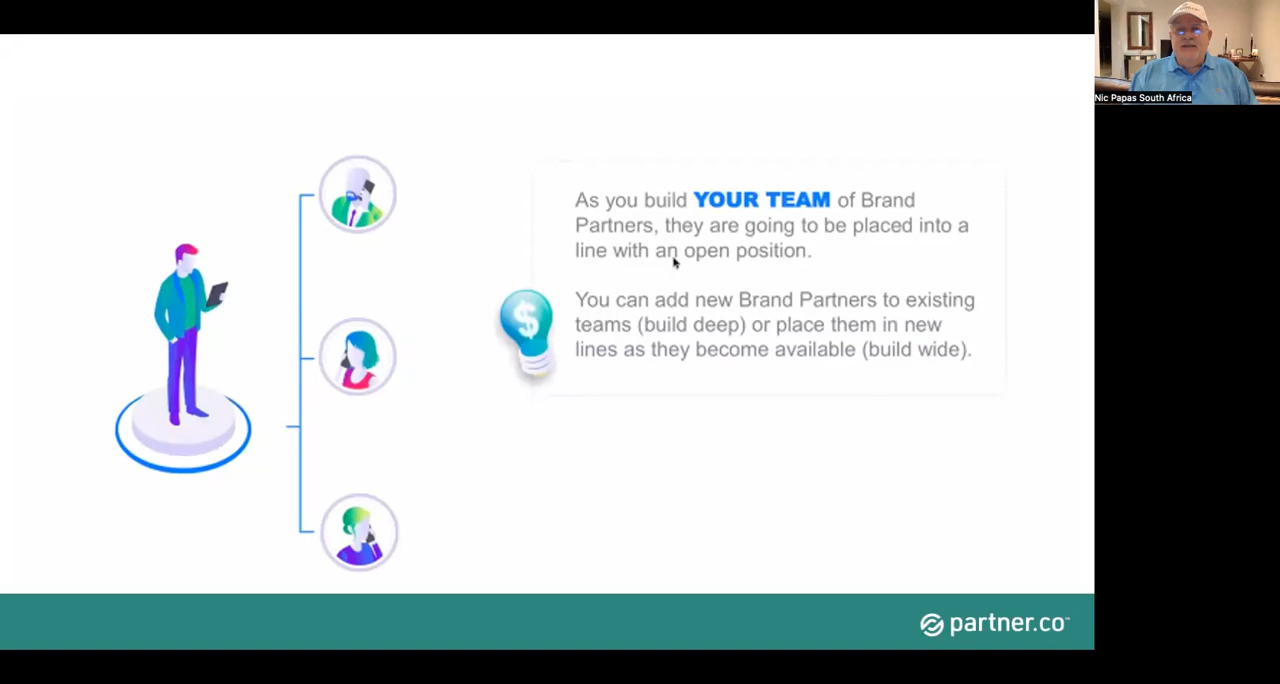 Nic Papas South Africa
As you build YOUR TEAM of Brand
Partners, they are going to be placed into a
line with an open position.
$
You can add new Brand Partners to existing
teams (build deep) or place them in new
lines as they become available (build wide).
partner.co™